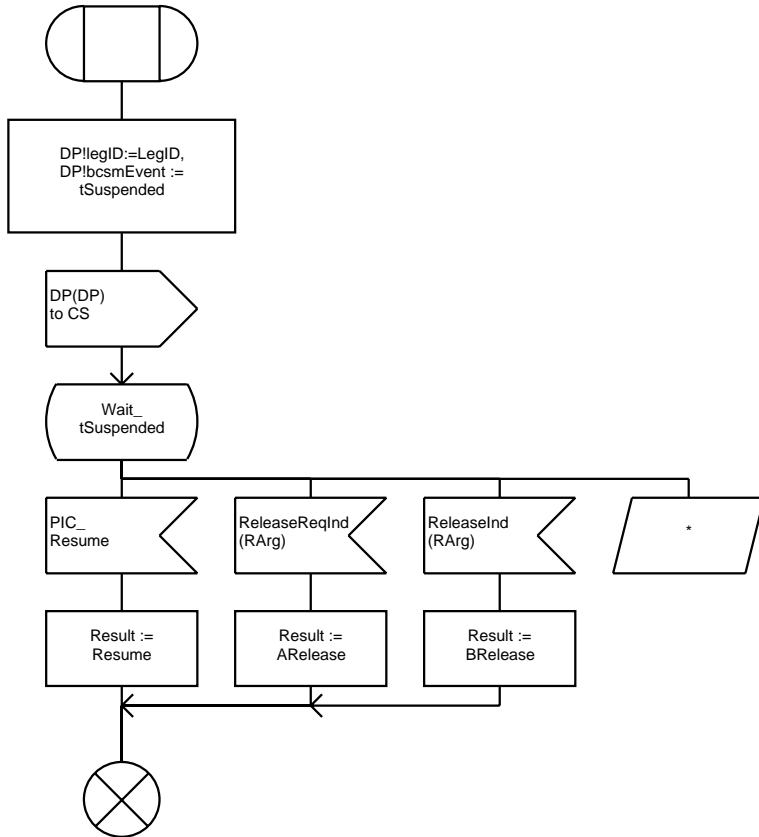 DP!legID:=LegID,
DP!bcsmEvent :=
tSuspended
DP(DP)
to CS
Wait_
tSuspended
PIC_
Resume
ReleaseReqInd
(RArg)
ReleaseInd
(RArg)
*
Result :=
Resume
Result :=
ARelease
Result :=
BRelease